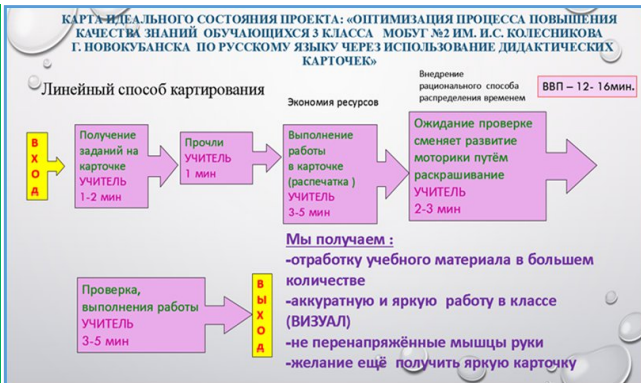 КАРТА ИДЕАЛЬНОГО СОСТОЯНИЯ ПРОЕКТА: «ОПТИМИЗАЦИЯ ПРОЦЕССА ПОВЫШЕНИЯ
КАЧЕСТВА ЗНАНИЙ ОБУЧАЮЩИХСЯ 3 КЛАССА МОБУГ №2 ИМ. И.С. КОЛЕСНИКОВА
Г. НОВОКУБАНСКА ПО РУССКОМУ ЯЗЫКУ ЧЕРЕЗ ИСПОЛЬЗОВАНИЕ ДИДАКТИЧЕСКИХ
КАРТОЧЕК»
Линейный способ картирования
Экономия ресурсов
Внедрение
рационального способа
распределения временем
ВВП – 12- 16мин.
ВХОД
Получение
заданий на
карточке
УЧИТЕЛЬ
1-2 мин
Прочли
УЧИТЕЛЬ
1 мин
Выполнение
работы
в карточке
(распечатка )
УЧИТЕЛЬ
3-5 мин
Ожидание проверке
сменяет развитие
моторики путём
раскрашивание
УЧИТЕЛЬ
2-3 мин
Проверка,
выполнения работы
УЧИТЕЛЬ
3-5 мин
ВЫХОД
Мы получаем :
-отработку учебного материала в большем
количестве
-аккуратную и яркую работу в классе
(ВИЗУАЛ)
-не перенапряжённые мышцы руки
-желание ещё получить яркую карточку